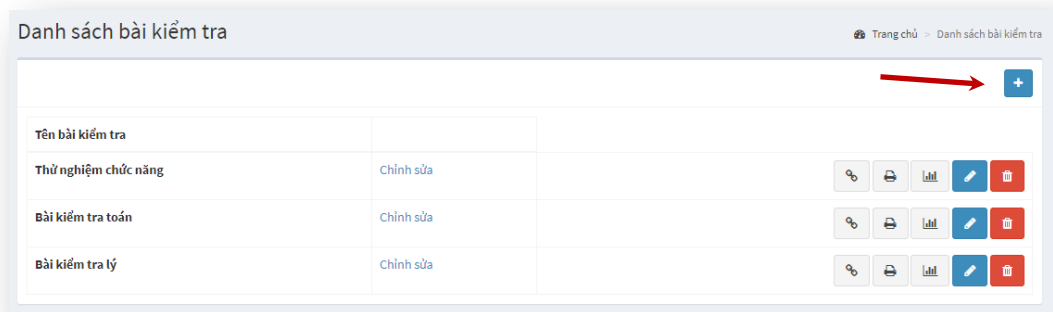 Danh sách bài kiểm tra
Trang chủ > Danh sách bài kiểm tra
Tên bài kiểm tra
Thử nghiệm chức năng Chỉnh sửa
Bài kiểm tra toán Chỉnh sửa
Bài kiểm tra lý Chỉnh sửa